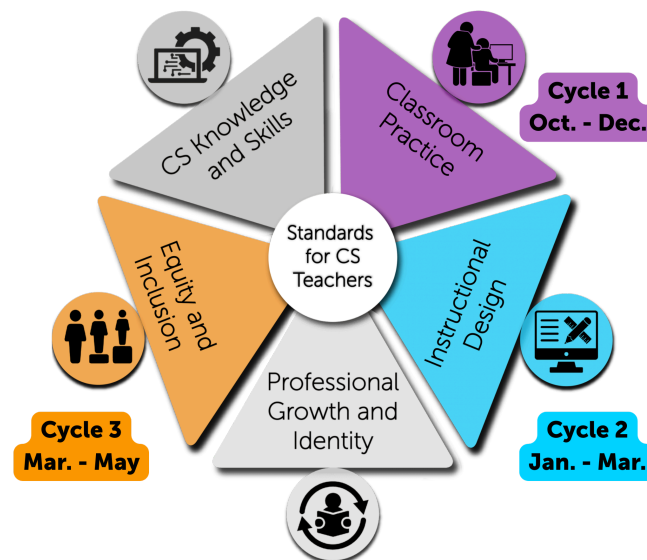 CS Knowledge
and Skills
Classroom
Practice
Cycle 1
Oct. - Dec.
Standards
for CS
Teachers
Equity and
Inclusion
Instructional
Design
Professional
Growth and
Identity
Cycle 3
Mar. - May
Cycle 2
Jan. - Mar.